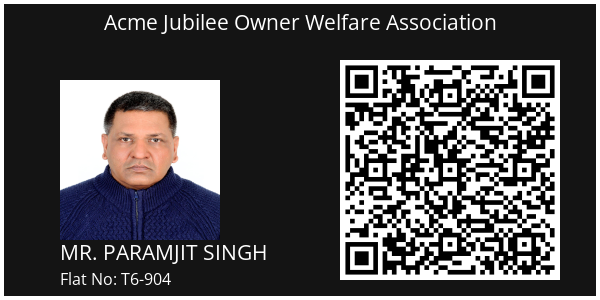 Acme Jubilee Owner Welfare Association
MR. PARAMJIT SINGH
Flat No: T6-904